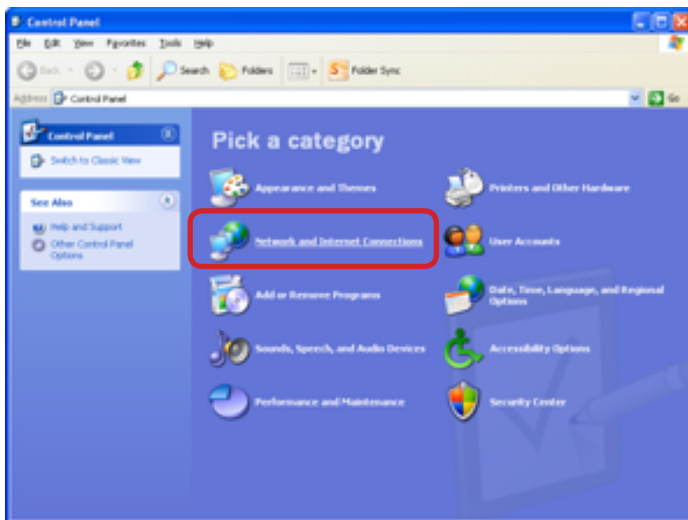 Control Panel
File Edit View Favorites Tools Help
Back Search Folders Folder Sync
Address Control Panel Go
Control Panel
Switch to Classic View
See Also
Help and Support
Other Control Panel
Options
Pick a category
Appearance and Themes
Printers and Other Hardware
Network and Internet Connections
User Accounts
Add or Remove Programs
Date, Time, Language, and Regional
Options
Sounds, Speech, and Audio Devices
Accessibility Options
Performance and Maintenance
Security Center